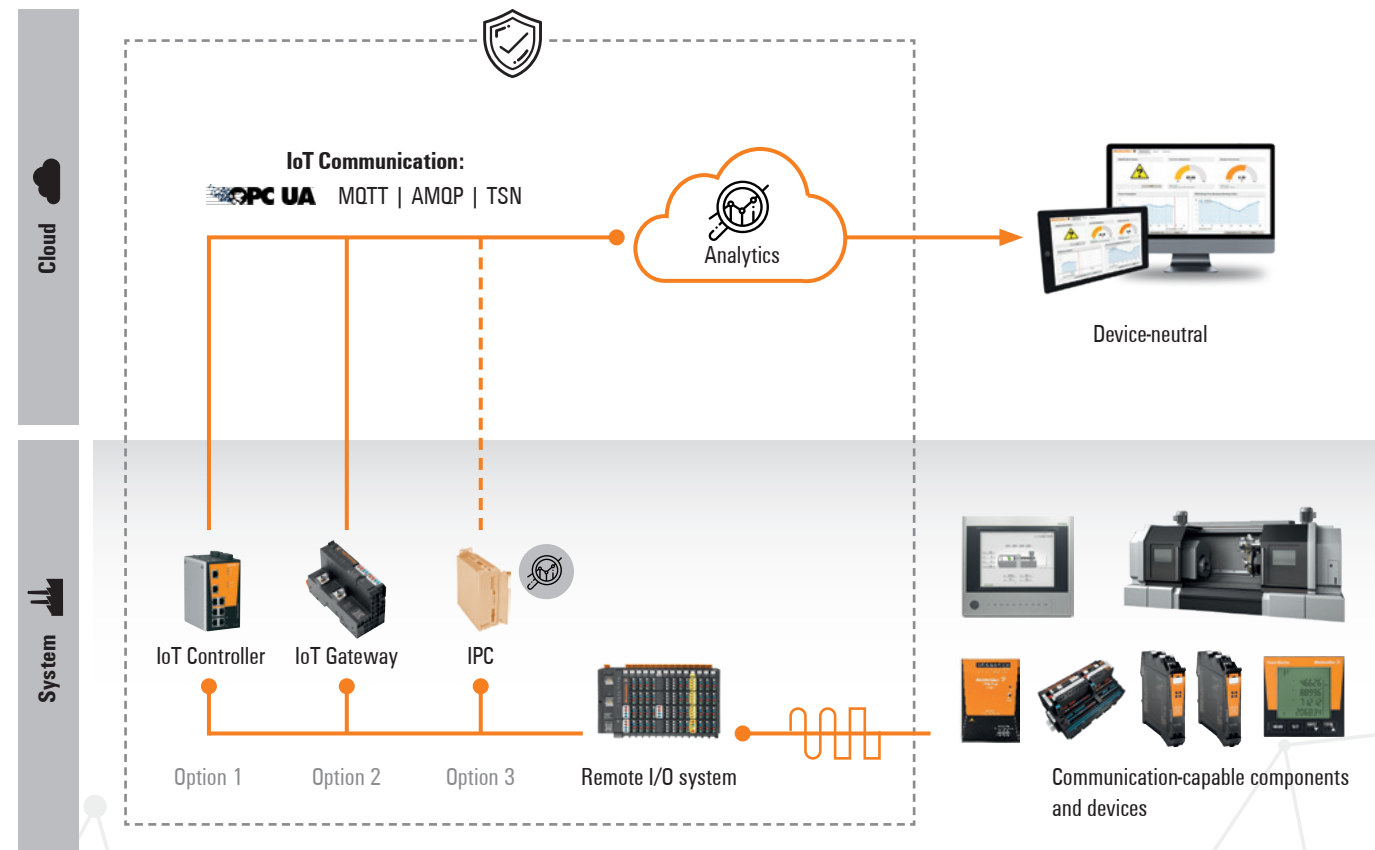 Cloud
IoT Communication:
OPC UA MQTT | AMQP | TSN
Analytics
Device-neutral
System
IoT Controller
IoT Gateway
IPC
Option 1
Option 2
Option 3
Remote I/O system
Communication-capable components
and devices